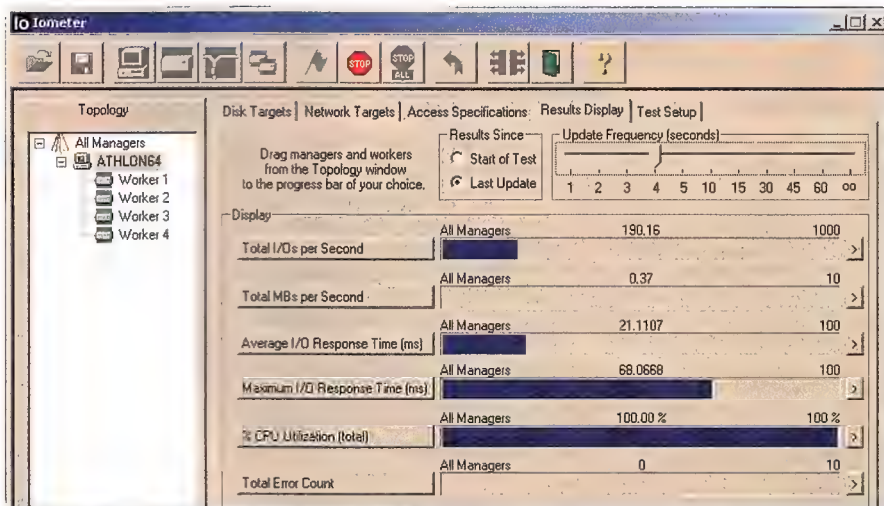 Iometer
STOP
STOP
ALL
Topology
All Managers
ATHLON64
Worker 1
Worker 2
Worker 3
Worker 4
Disk Targets | Network Targets | Access Specifications | Results Display | Test Setup
Drag managers and workers
from the Topology window
to the progress bar of your choice.
Results Since
Start of Test
Last Update
Update Frequency (seconds)
1 2 3 4 5 10 15 30 45 60 ∞
Display
All Managers 190.16 1000
Total I/Os per Second
All Managers 0.37 10
Total MBs per Second
All Managers 21.1107 100
Average I/O Response Time (ms)
All Managers 68.0668 100
Maximum I/O Response Time (ms)
All Managers 100.00 % 100 %
% CPU Utilization (total)
All Managers 0 10
Total Error Count